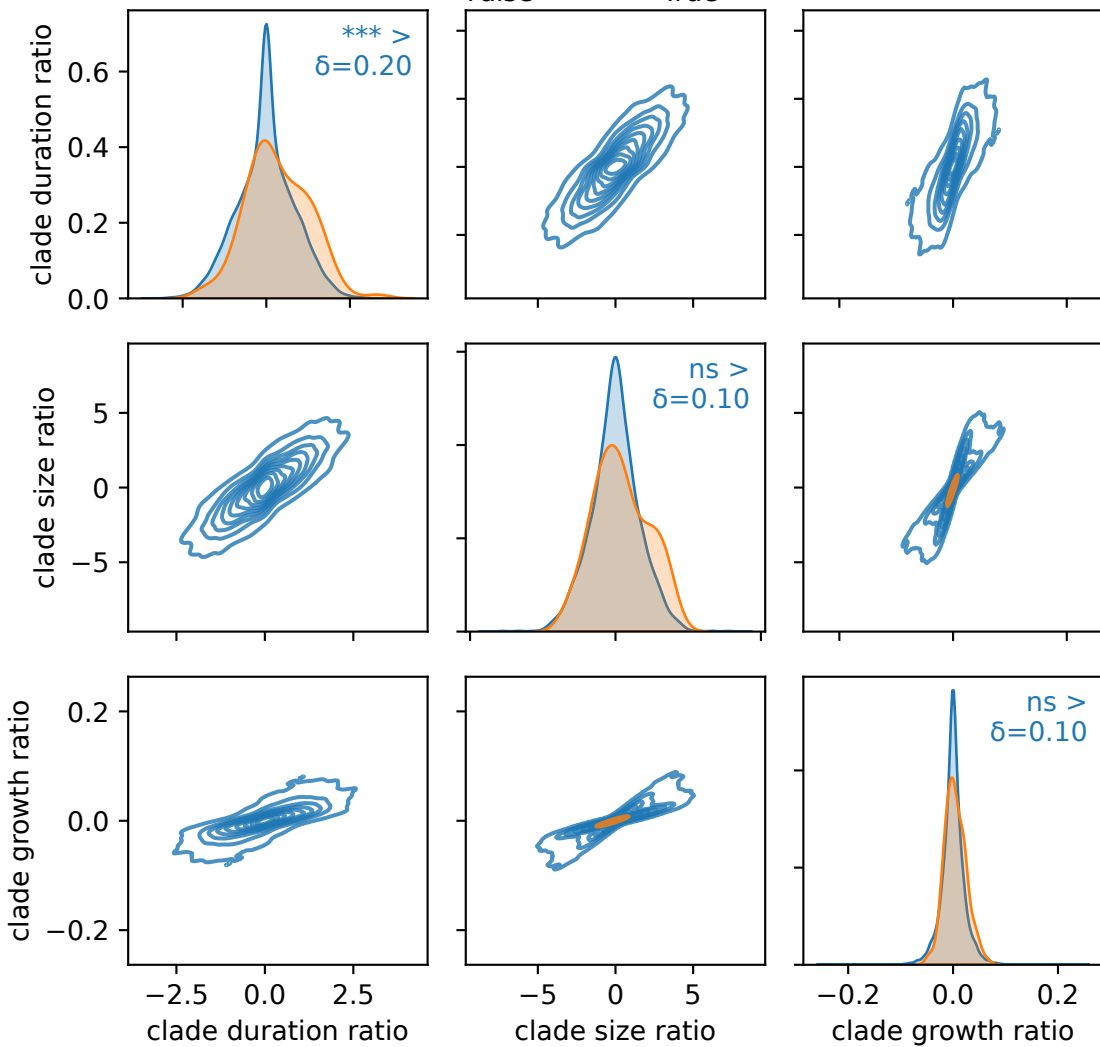 *** >
δ=0.20
clade duration ratio
0.6
0.4
0.2
0.0
ns >
δ=0.10
clade size ratio
5
0
−5
ns >
δ=0.10
clade growth ratio
0.2
0.0
−0.2
−2.5 0.0 2.5
−5 0 5
−0.2 0.0 0.2
clade duration ratio
clade size ratio
clade growth ratio